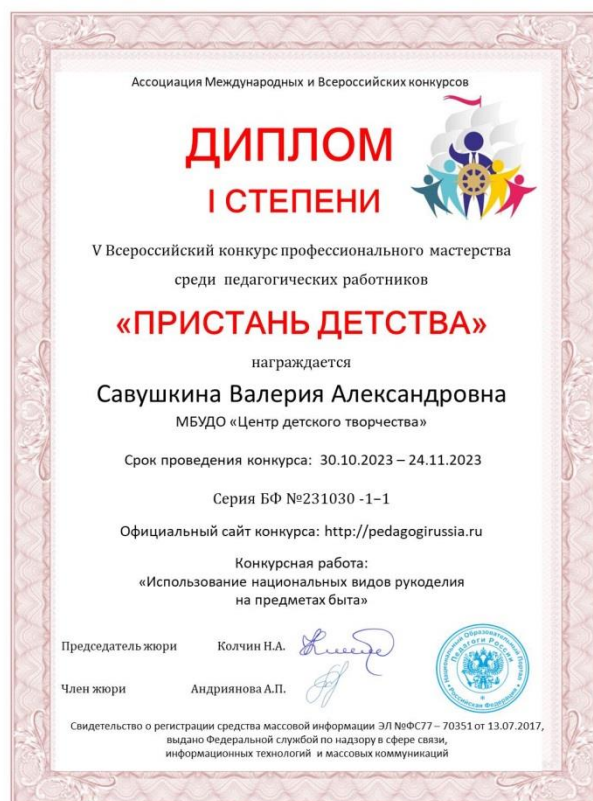 Ассоциация Международных и Всероссийских конкурсов
ДИПЛОМ
I СТЕПЕНИ
V Всероссийский конкурс профессионального мастерства
среди педагогических работников
«ПРИСТАНЬ ДЕТСТВА»
награждается
Савушкина Валерия Александровна
МБУДО «Центр детского творчества»
Срок проведения конкурса: 30.10.2023 – 24.11.2023
Серия БФ №231030 -1–1
Официальный сайт конкурса: http://pedagogirussia.ru
Конкурсная работа:
«Использование национальных видов рукоделия
на предметах быта»
Председатель жюри Колчин Н.А.
Член жюри Андриянова А.П.
Педагоги России
Российская Федерация
Свидетельство о регистрации средства массовой информации ЭЛ №ФС77 – 70351 от 13.07.2017,
выдано Федеральной службой по надзору в сфере связи,
информационных технологий и массовых коммуникаций